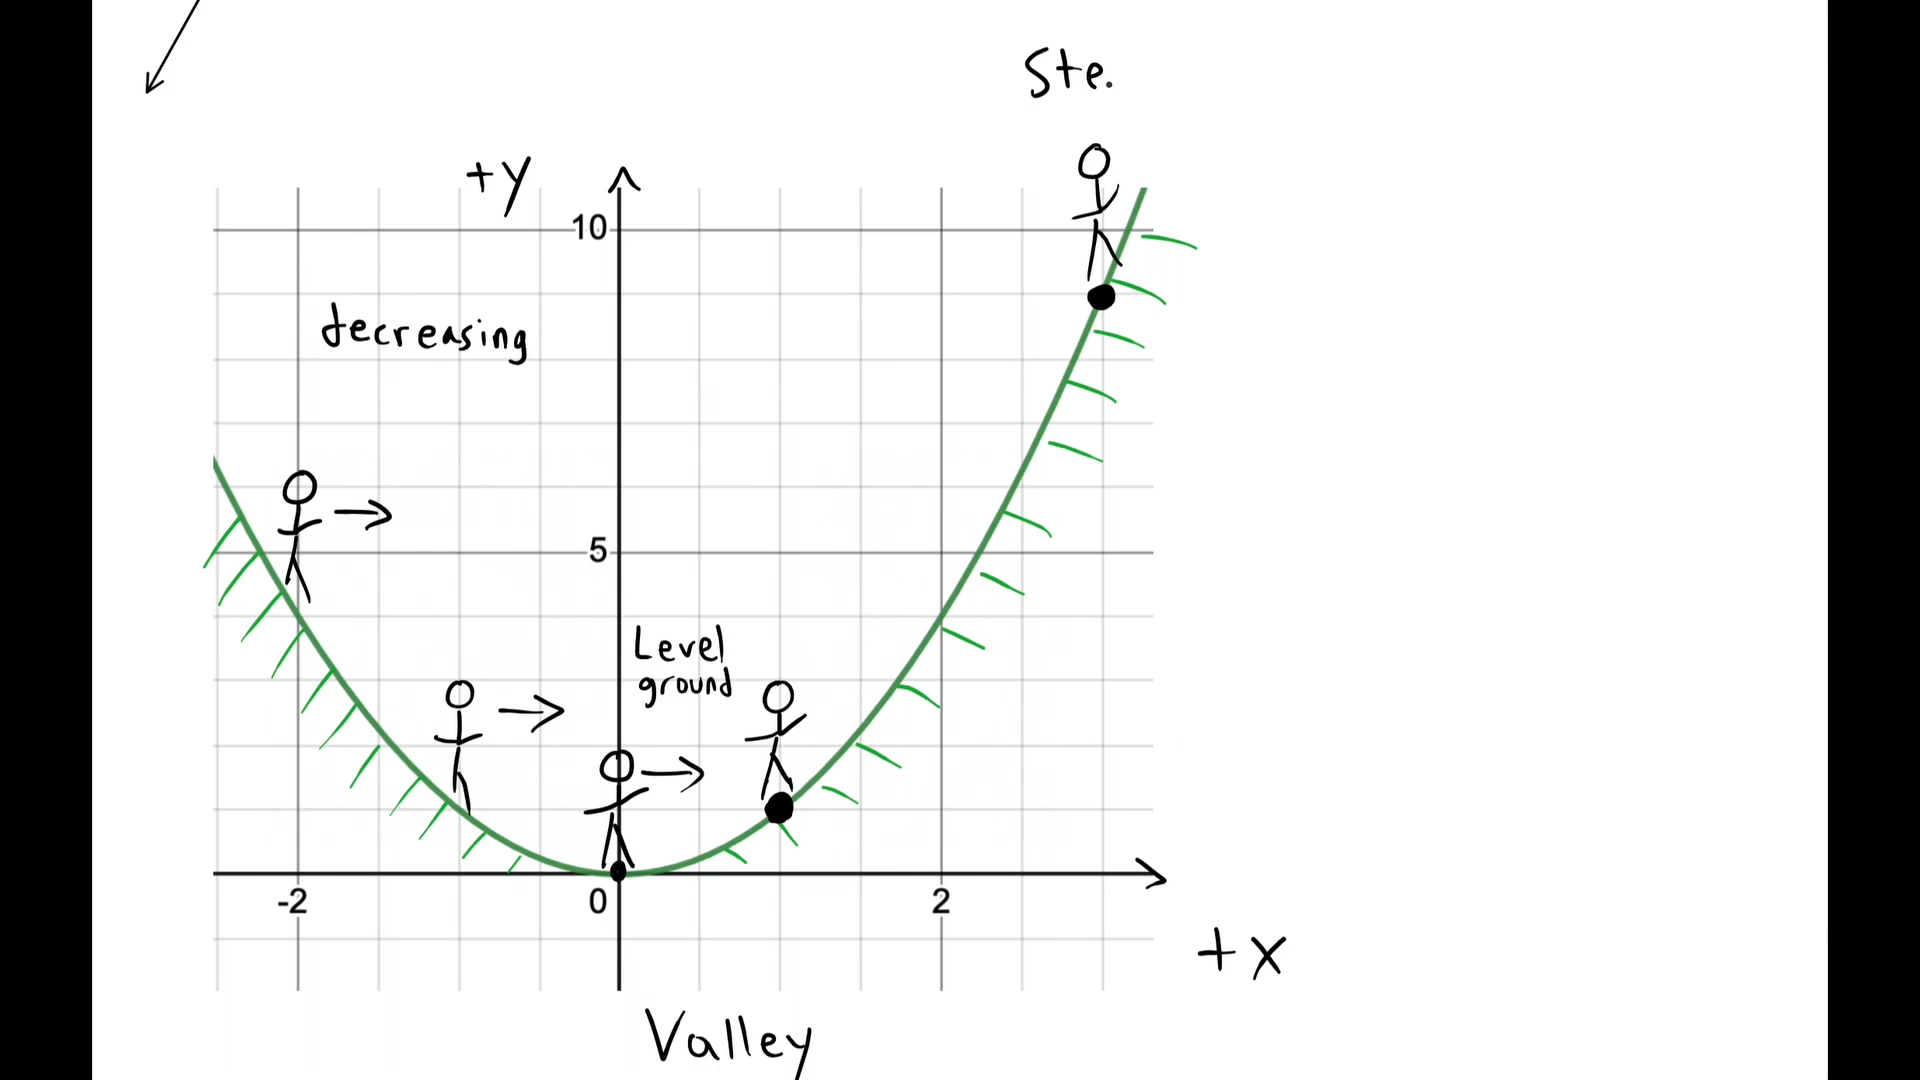 Ste.
+y
10
decreasing
5
Level
ground
-2
0
2
+x
Valley